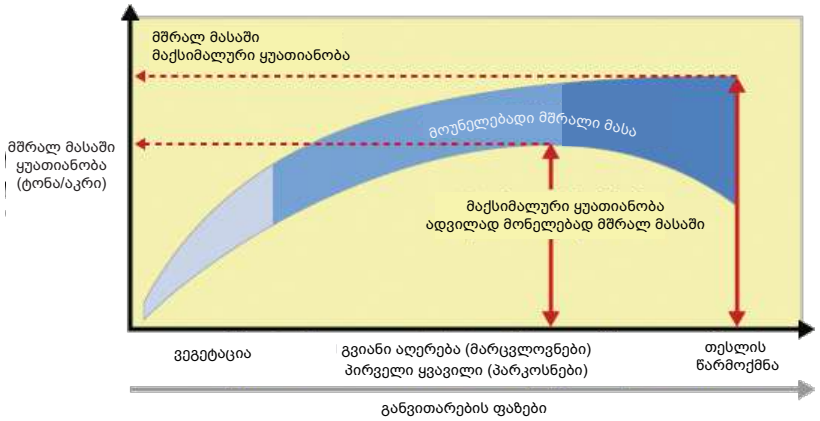 მშრალ მასაში
მაქსიმალური ყუათიანობა
მოუნელებადი მშრალი მასა
მშრალ მასაში
ყუათიანობა
(ტონა/აკრი)
მაქსიმალური ყუათიანობა
ადვილად მონელებად მშრალ მასაში
ვეგეტაცია
გვიანი აღერება (მარცვლოვნები)
პირველი ყვავილი (პარკოსნები)
თესლის
წარმოქმნა
განვითარების ფაზები